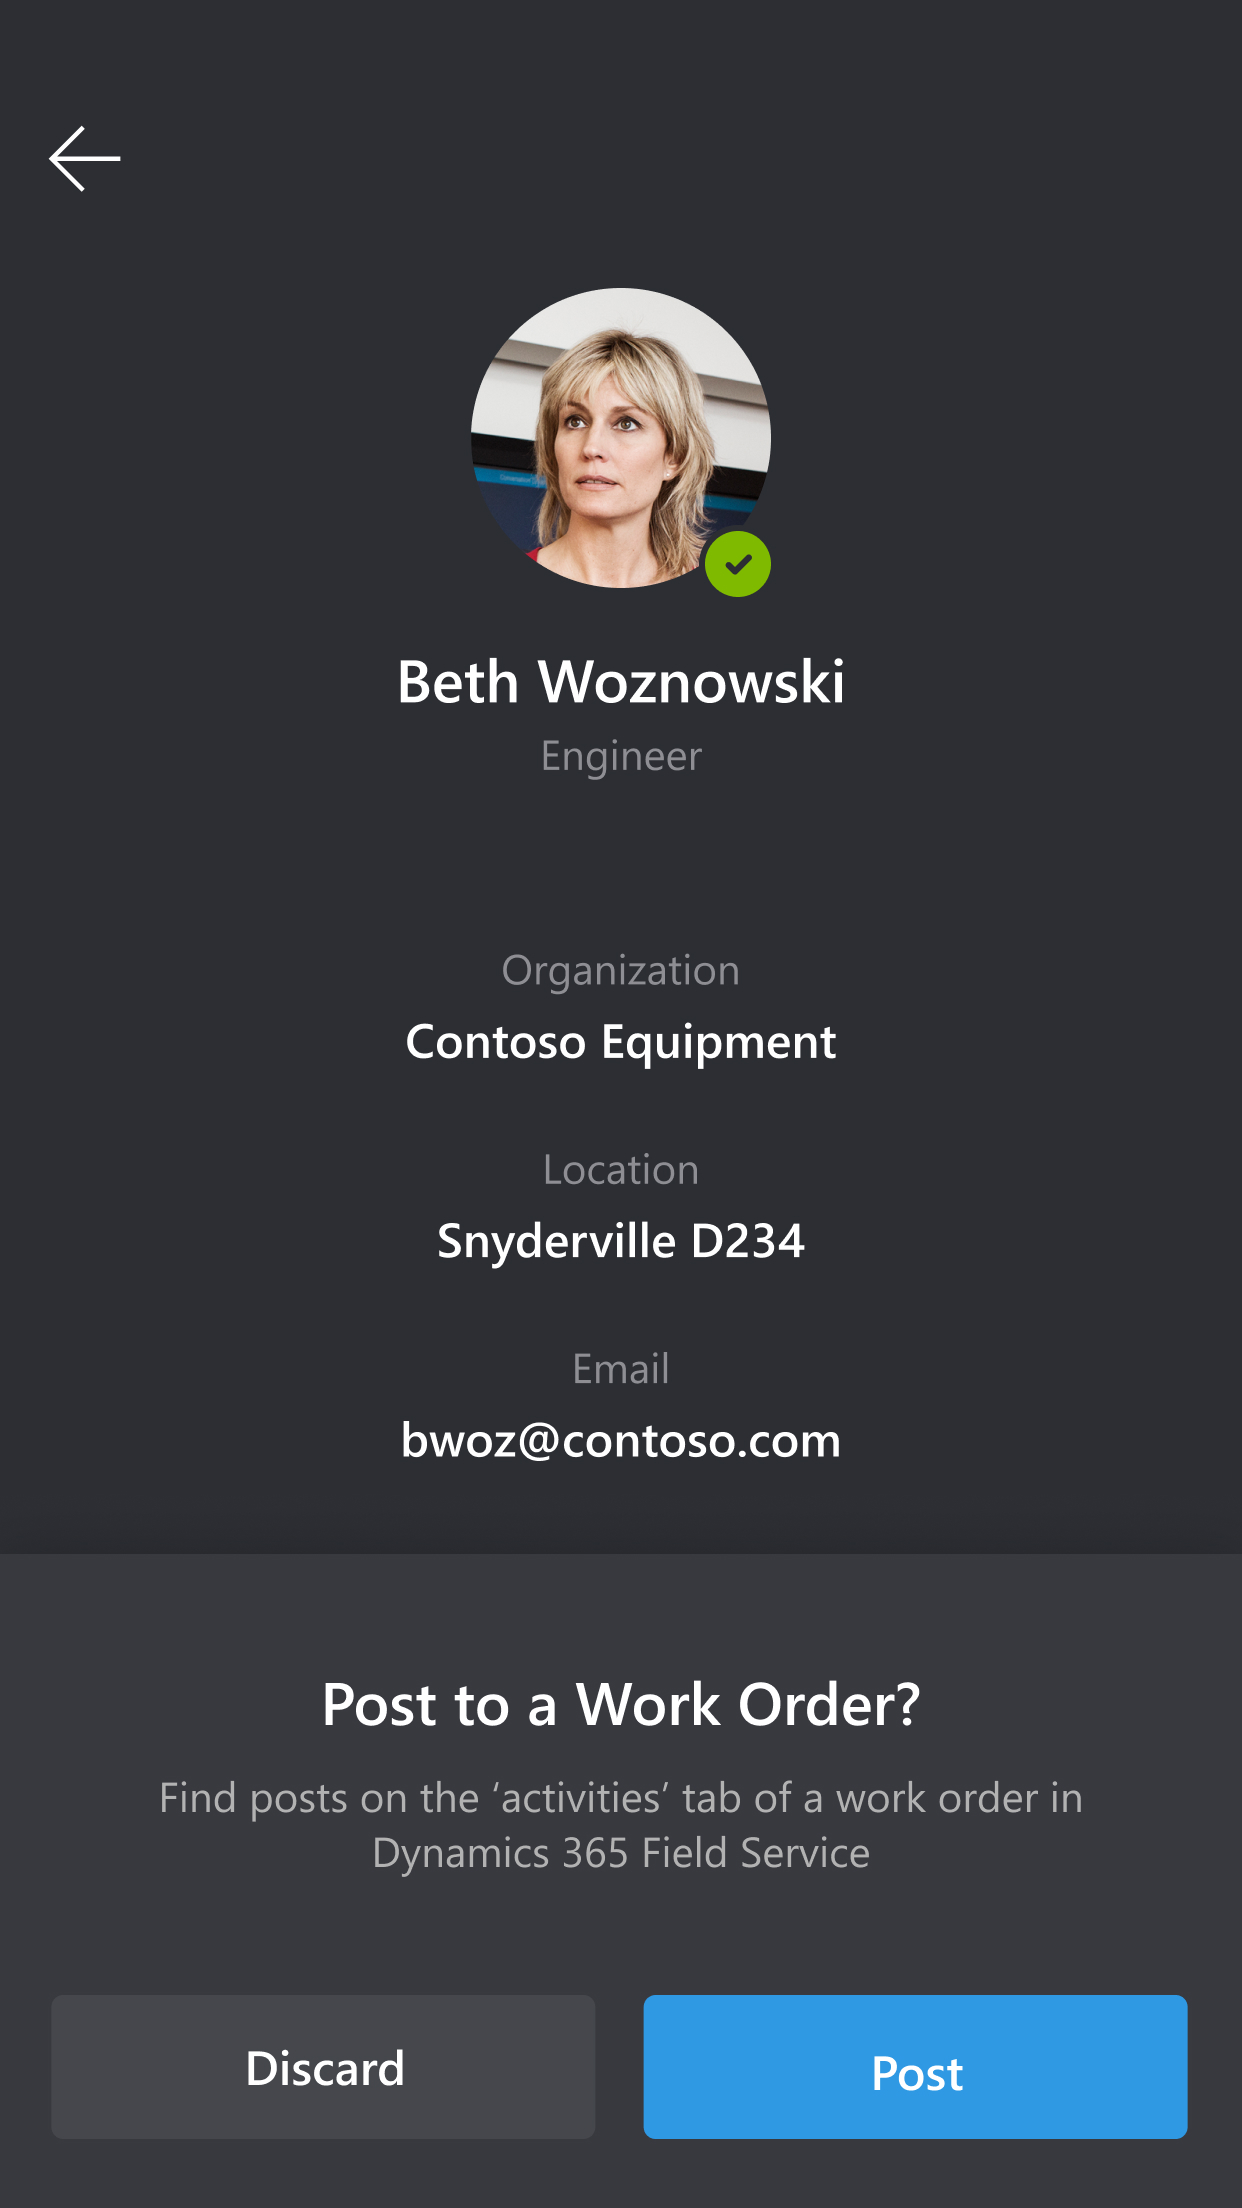 Beth Woznowski
Engineer
Organization
Contoso Equipment
Location
Snyderville D234
Email
bwoz@contoso.com
Post to a Work Order?
Find posts on the ‘activities’ tab of a work order in
Dynamics 365 Field Service
Discard
Post